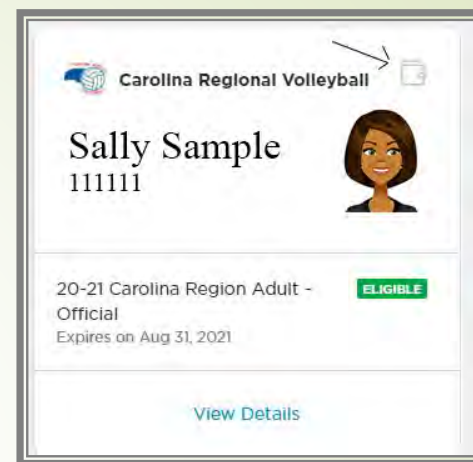 Carolina Regional Volleyball
Sally Sample
111111
20-21 Carolina Region Adult -
Official
ELIGIBLE
Expires on Aug 31, 2021
View Details